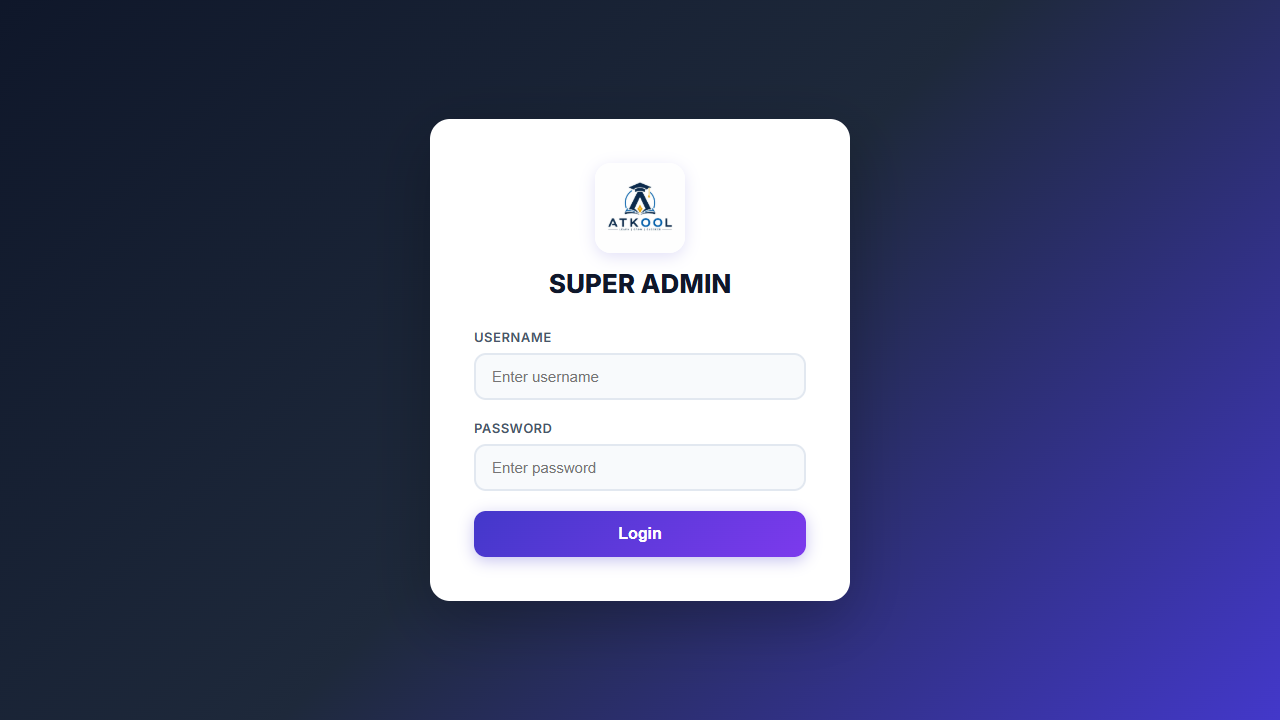 ATKOOL
SUPER ADMIN
USERNAME
Enter username
PASSWORD
Enter password
Login